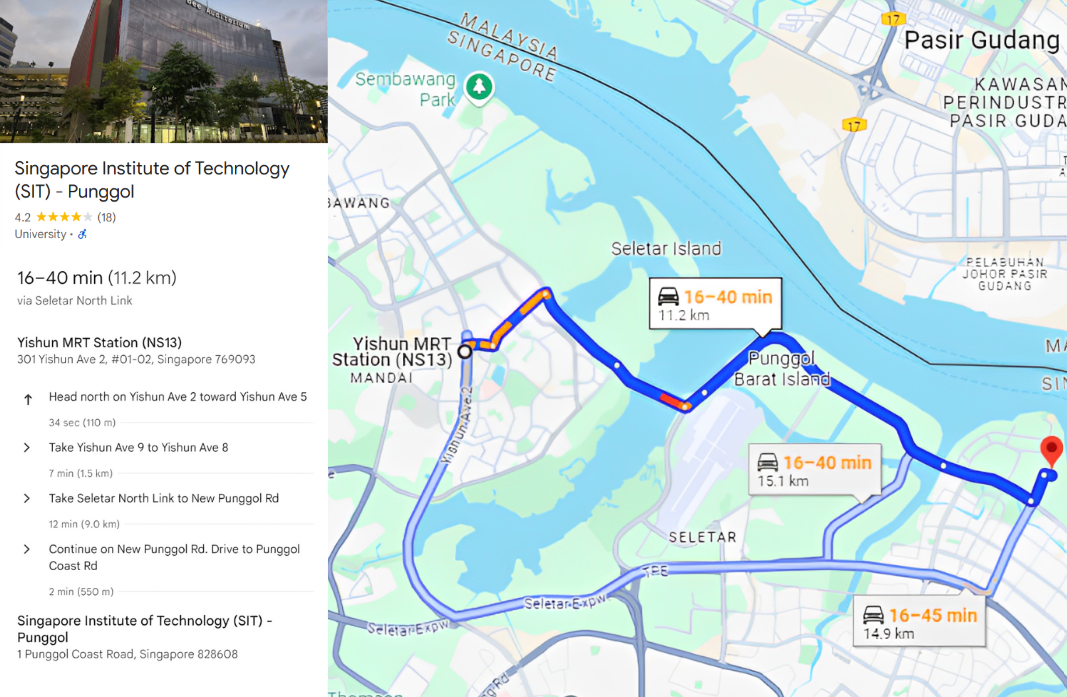 Singapore Institute of Technology
(SIT) - Punggol
4.2 ★★★★★ (18)
University ·
16–40 min (11.2 km)
via Seletar North Link
Yishun MRT Station (NS13)
301 Yishun Ave 2, #01-02, Singapore 769093
Head north on Yishun Ave 2 toward Yishun Ave 5
34 sec (110 m)
Take Yishun Ave 9 to Yishun Ave 8
7 min (1.5 km)
Take Seletar North Link to New Punggol Rd
12 min (9.0 km)
Continue on New Punggol Rd. Drive to Punggol
Coast Rd
2 min (550 m)
Singapore Institute of Technology (SIT) -
Punggol
1 Punggol Coast Road, Singapore 828608
MALAYSIA
SINGAPORE
17
Pasir Gudang
Sembawang
Park
KAWASAN
PERINDUSTR
PASIR GUDA
17
BAWANG
Seletar Island
PELABUHAN
JOHOR PASIR
GUDANG
16–40 min
11.2 km
Yishun MRT
Station (NS13)
MANDAI
Punggol
Barat Island
MA
SIN
Yishun Ave 2
16–40 min
15.1 km
SELETAR
TPE
Seletar Expw
Seletar Expw
16–45 min
14.9 km
ng Rd
Thomson